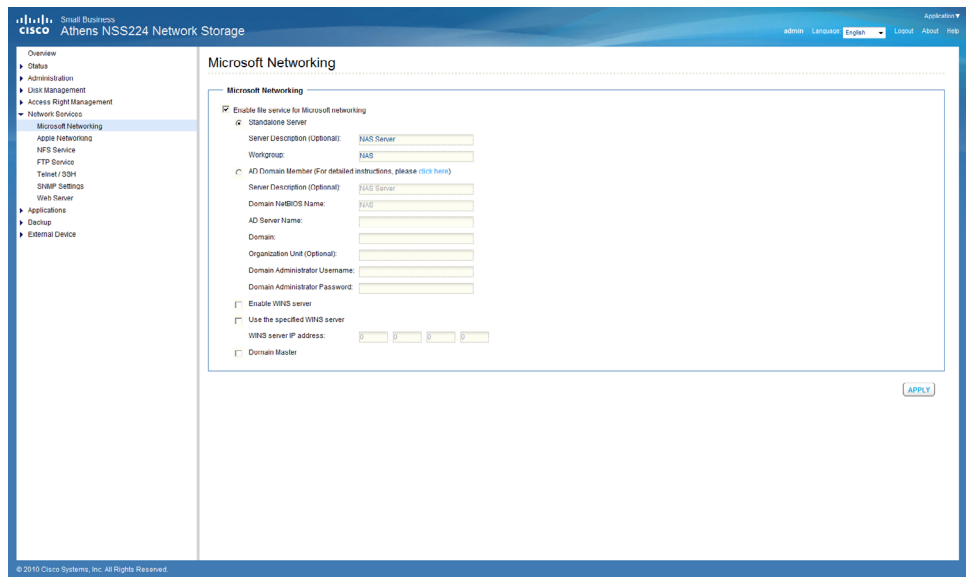 Small Business
CISCO Athens NSS224 Network Storage
Application
admin Language: English Logout About Help
Overview
Status
Administration
Disk Management
Access Right Management
Network Services
Microsoft Networking
Apple Networking
NFS Service
FTP Service
Telnet / SSH
SNMP Settings
Web Server
Applications
Backup
External Device
Microsoft Networking
Microsoft Networking
Enable file service for Microsoft networking
Standalone Server
Server Description (Optional): NAS Server
Workgroup: NAS
AD Domain Member (For detailed instructions, please click here)
Server Description (Optional): NAS Server
Domain NetBIOS Name: NAS
AD Server Name:
Domain:
Organization Unit (Optional):
Domain Administrator Username:
Domain Administrator Password:
Enable WINS server
Use the specified WINS server
WINS server IP address: 0 0 0 0
Domain Master
APPLY
© 2010 Cisco Systems, Inc. All Rights Reserved.